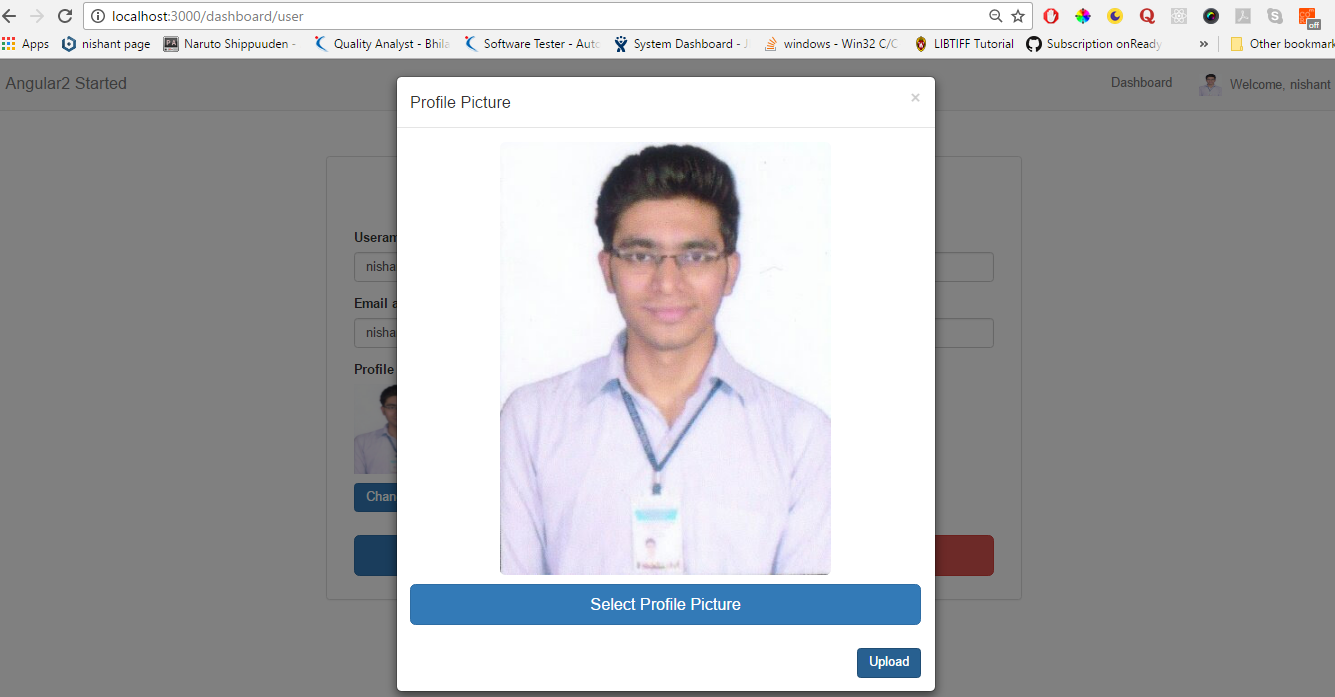 localhost:3000/dashboard/user
Apps nishant page Naruto Shippuuden - Quality Analyst - Bhila Software Tester - Auto System Dashboard - J windows - Win32 C/C LIBTIFF Tutorial Subscription onReady » Other bookmark
Angular2 Started Dashboard Welcome, nishant
Profile Picture ×
Useran
nisha
Email a
nisha
Profile
Chan
Select Profile Picture
Upload
off